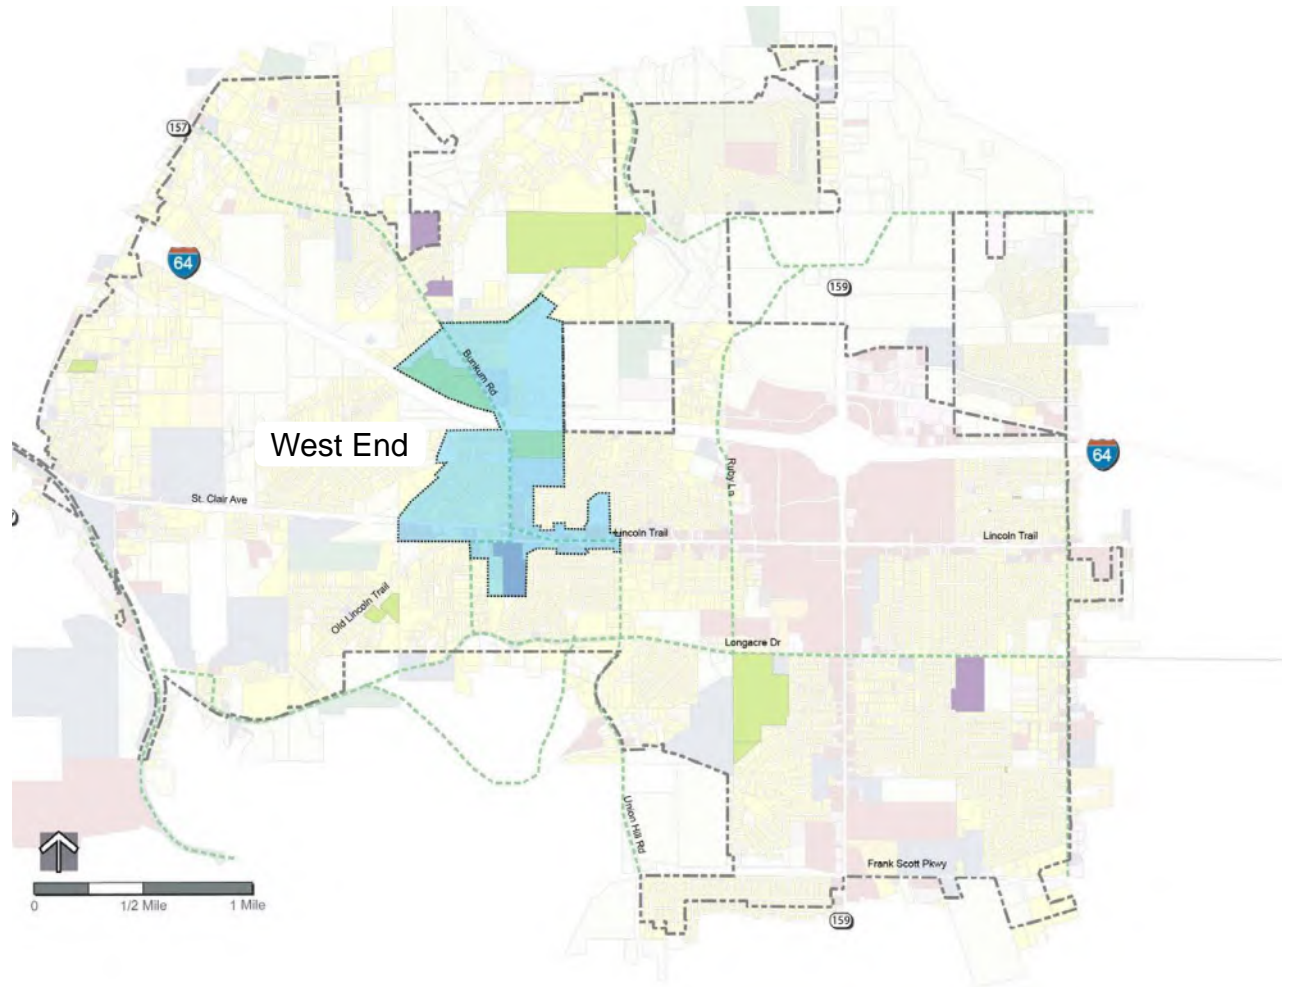 157
64
159
Bunkum Rd
West End
64
Ruby Ln
St. Clair Ave
Lincoln Trail
Lincoln Trail
Old Lincoln Trail
Longacre Dr
Union Hill Rd
Frank Scott Pkwy
0 1/2 Mile 1 Mile
159